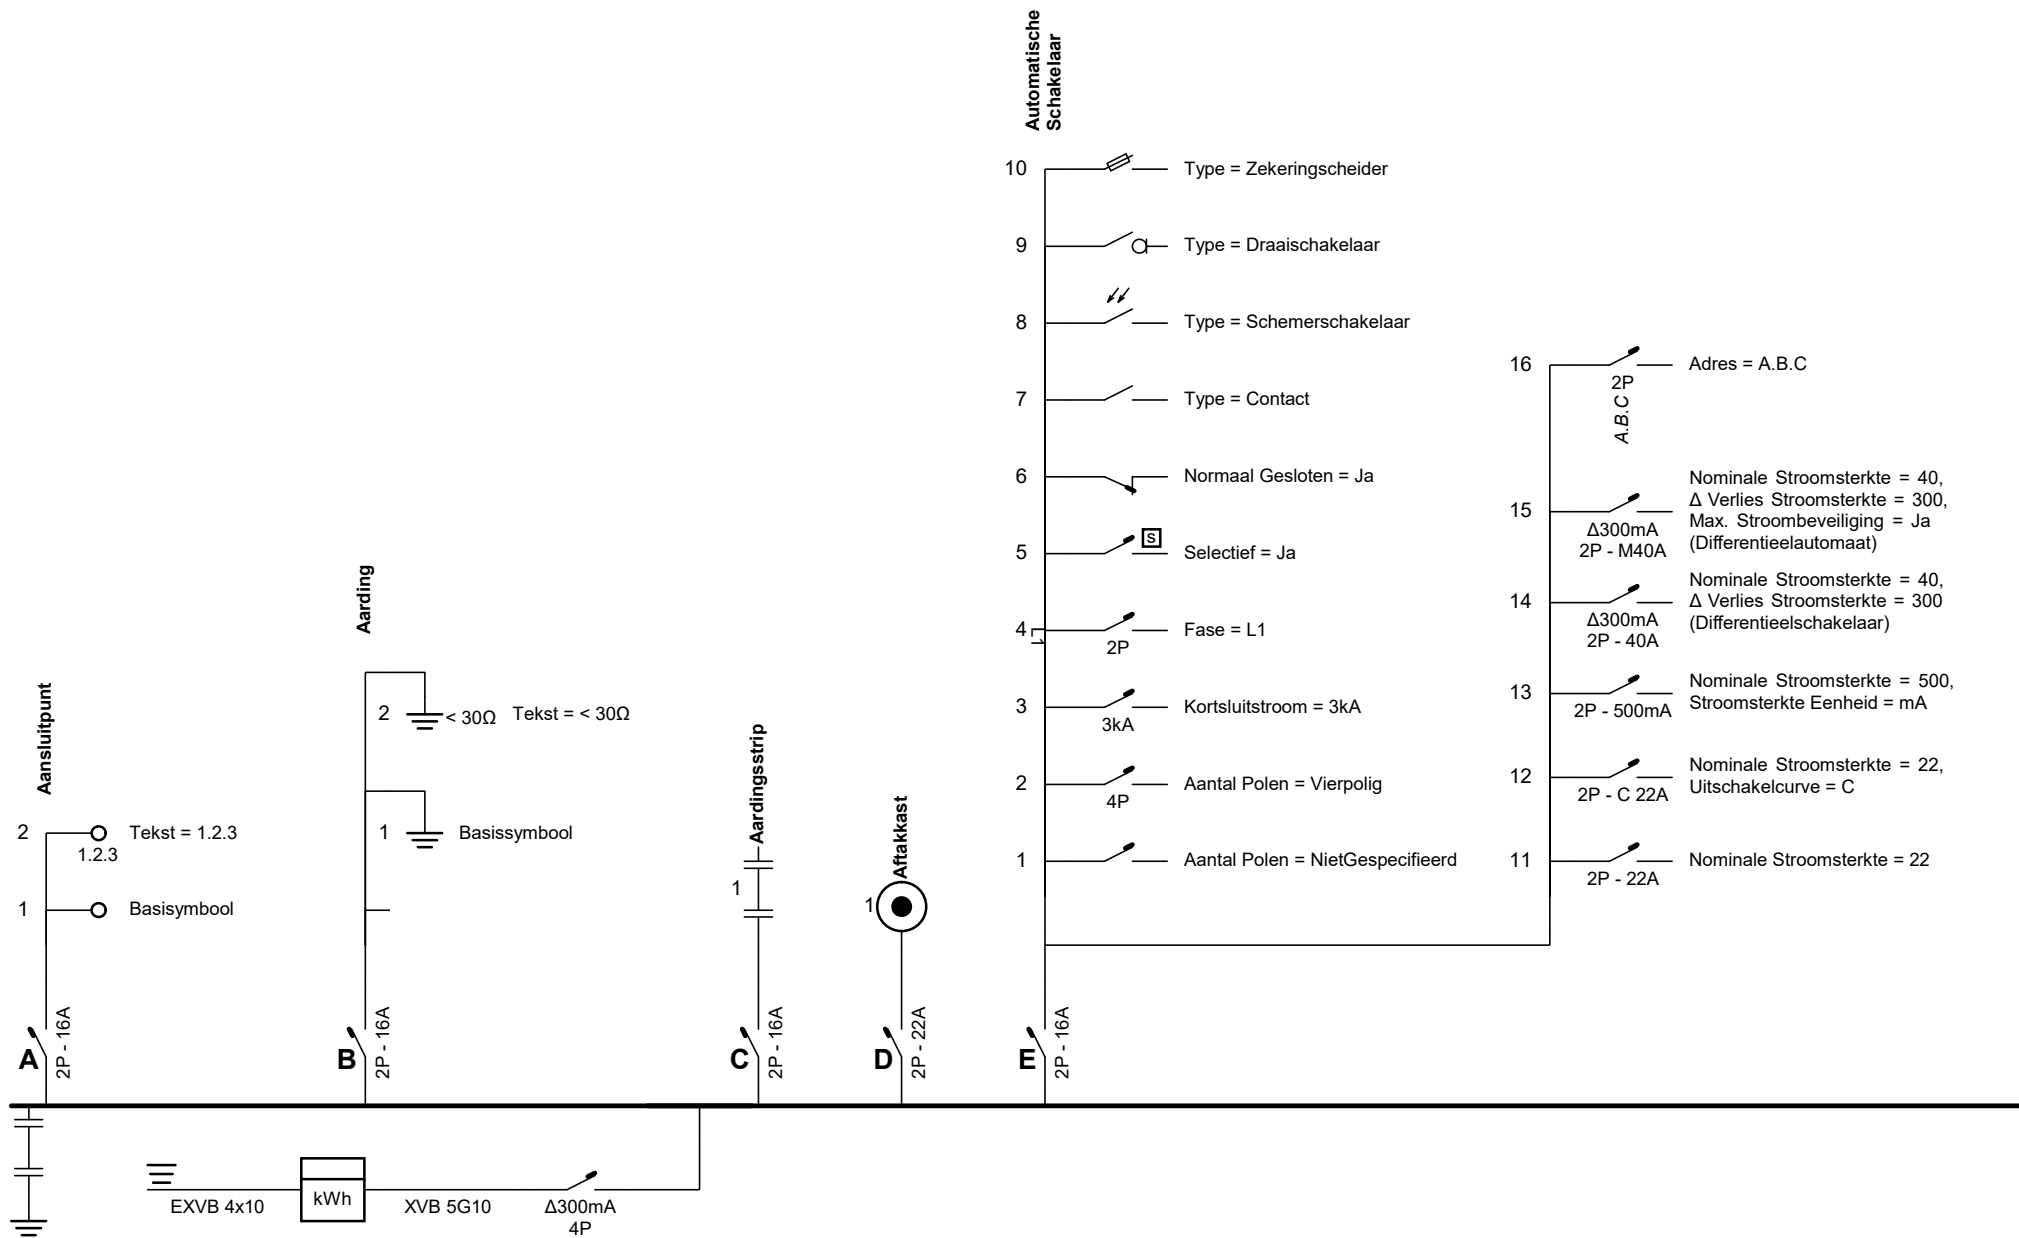 Aansluitpunt
2
Tekst = 1.2.3
1.2.3
1
Basisymbool
A
2P - 16A
Aarding
2
< 30Ω
Tekst = < 30Ω
1
Basissymbool
B
2P - 16A
Aardingsstrip
1
C
2P - 16A
Aftakkast
1
D
2P - 22A
Automatische
Schakelaar
10
Type = Zekeringscheider
9
Type = Draaischakelaar
8
Type = Schemerschakelaar
7
Type = Contact
6
Normaal Gesloten = Ja
5
S
Selectief = Ja
4
L1
2P
Fase = L1
3
3kA
Kortsluitstroom = 3kA
2
4P
Aantal Polen = Vierpolig
1
Aantal Polen = NietGespecifieerd
E
2P - 16A
16
2P
A.B.C
Adres = A.B.C
15
Δ300mA
2P - M40A
Nominale Stroomsterkte = 40,
Δ Verlies Stroomsterkte = 300,
Max. Stroombeveiliging = Ja
(Differentieelautomaat)
14
Δ300mA
2P - 40A
Nominale Stroomsterkte = 40,
Δ Verlies Stroomsterkte = 300
(Differentieelschakelaar)
13
2P - 500mA
Nominale Stroomsterkte = 500,
Stroomsterkte Eenheid = mA
12
2P - C 22A
Nominale Stroomsterkte = 22,
Uitschakelcurve = C
11
2P - 22A
Nominale Stroomsterkte = 22
EXVB 4x10
kWh
XVB 5G10
Δ300mA
4P